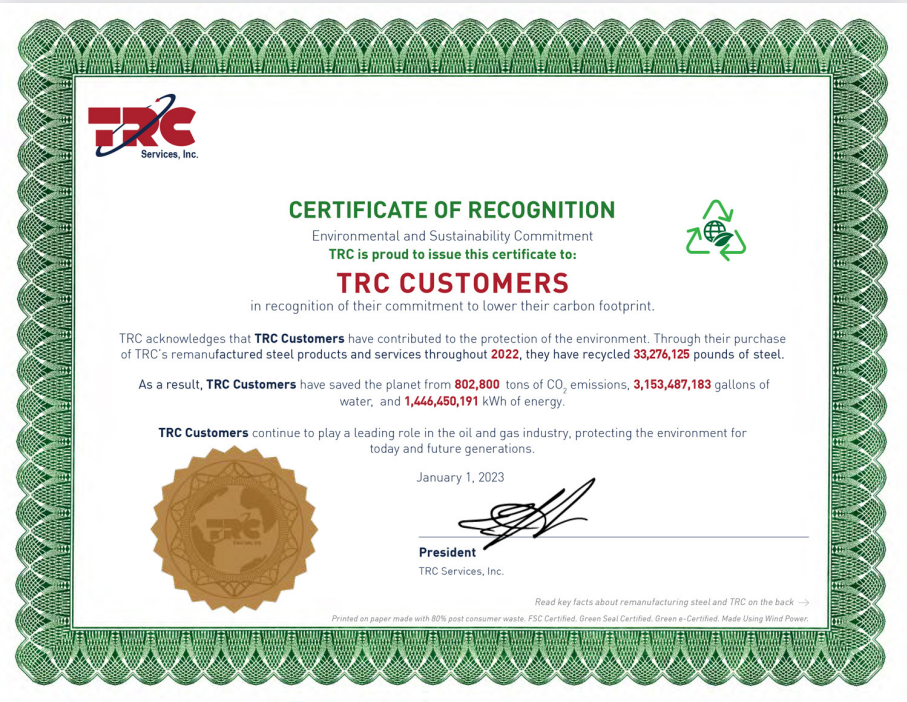 TRC
Services, Inc.
CERTIFICATE OF RECOGNITION
Environmental and Sustainability Commitment
TRC is proud to issue this certificate to:
TRC CUSTOMERS
in recognition of their commitment to lower their carbon footprint.
TRC acknowledges that TRC Customers have contributed to the protection of the environment. Through their purchase
of TRC's remanufactured steel products and services throughout 2022, they have recycled 33,276,125 pounds of steel.
As a result, TRC Customers have saved the planet from 802,800 tons of CO₂ emissions, 3,153,487,183 gallons of
water, and 1,446,450,191 kWh of energy.
TRC Customers continue to play a leading role in the oil and gas industry, protecting the environment for
today and future generations.
January 1, 2023
TRC
Services, Inc.
President
TRC Services, Inc.
Read key facts about remanufacturing steel and TRC on the back →
Printed on paper made with 80% post consumer waste. FSC Certified. Green Seal Certified. Green e-Certified. Made Using Wind Power.